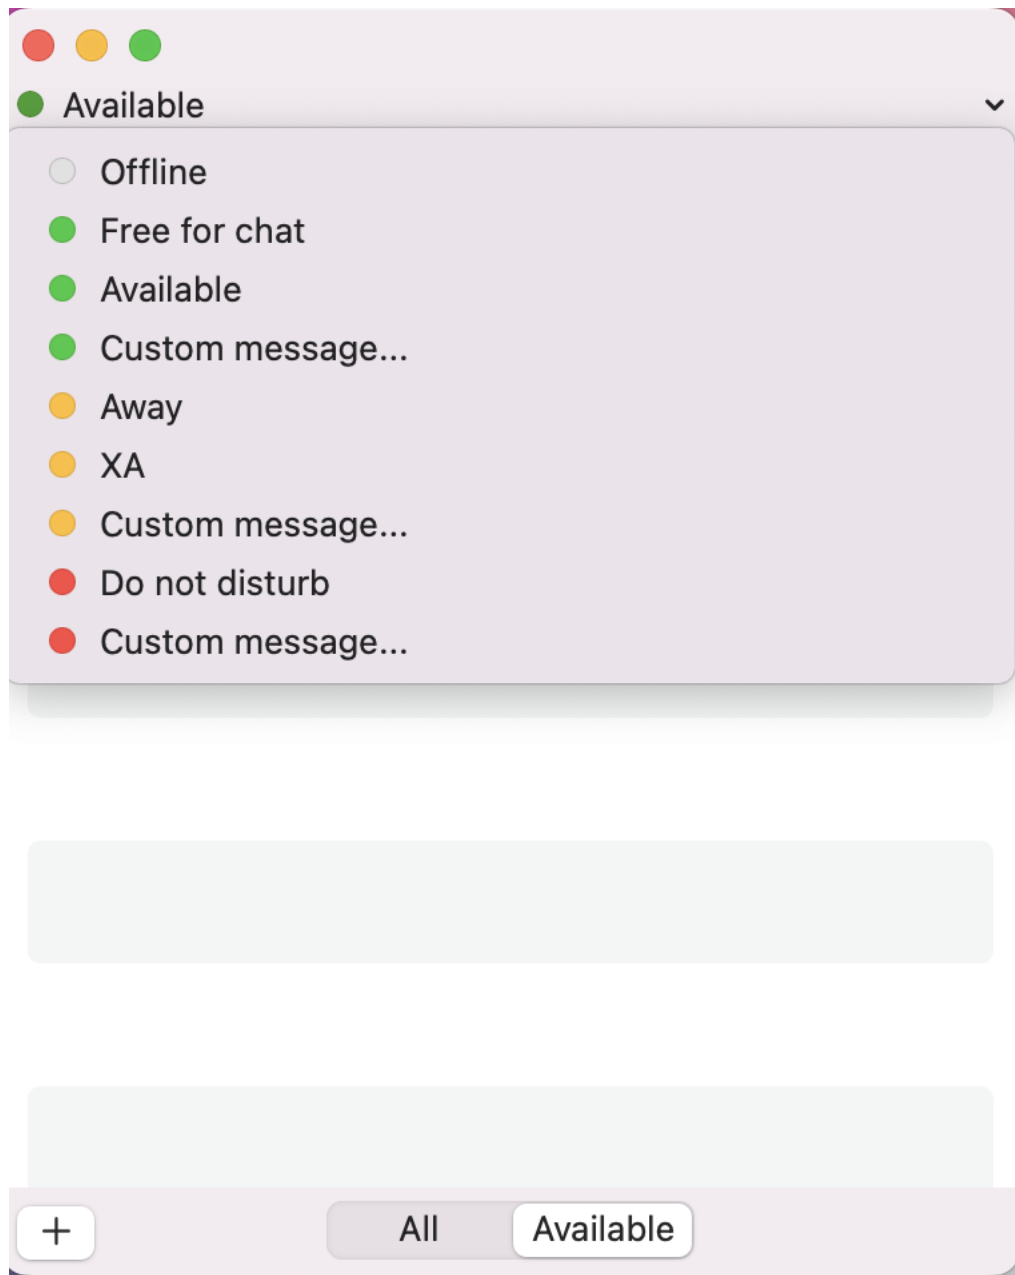 Available
Offline
Free for chat
Available
Custom message...
Away
XA
Custom message...
Do not disturb
Custom message...
All Available